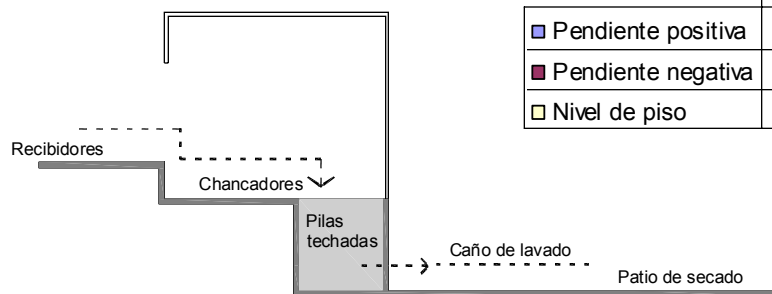 Pendiente positiva
Pendiente negativa
Nivel de piso
Recibidores
Chancadores
Pilas
techadas
Caño de lavado
Patio de secado